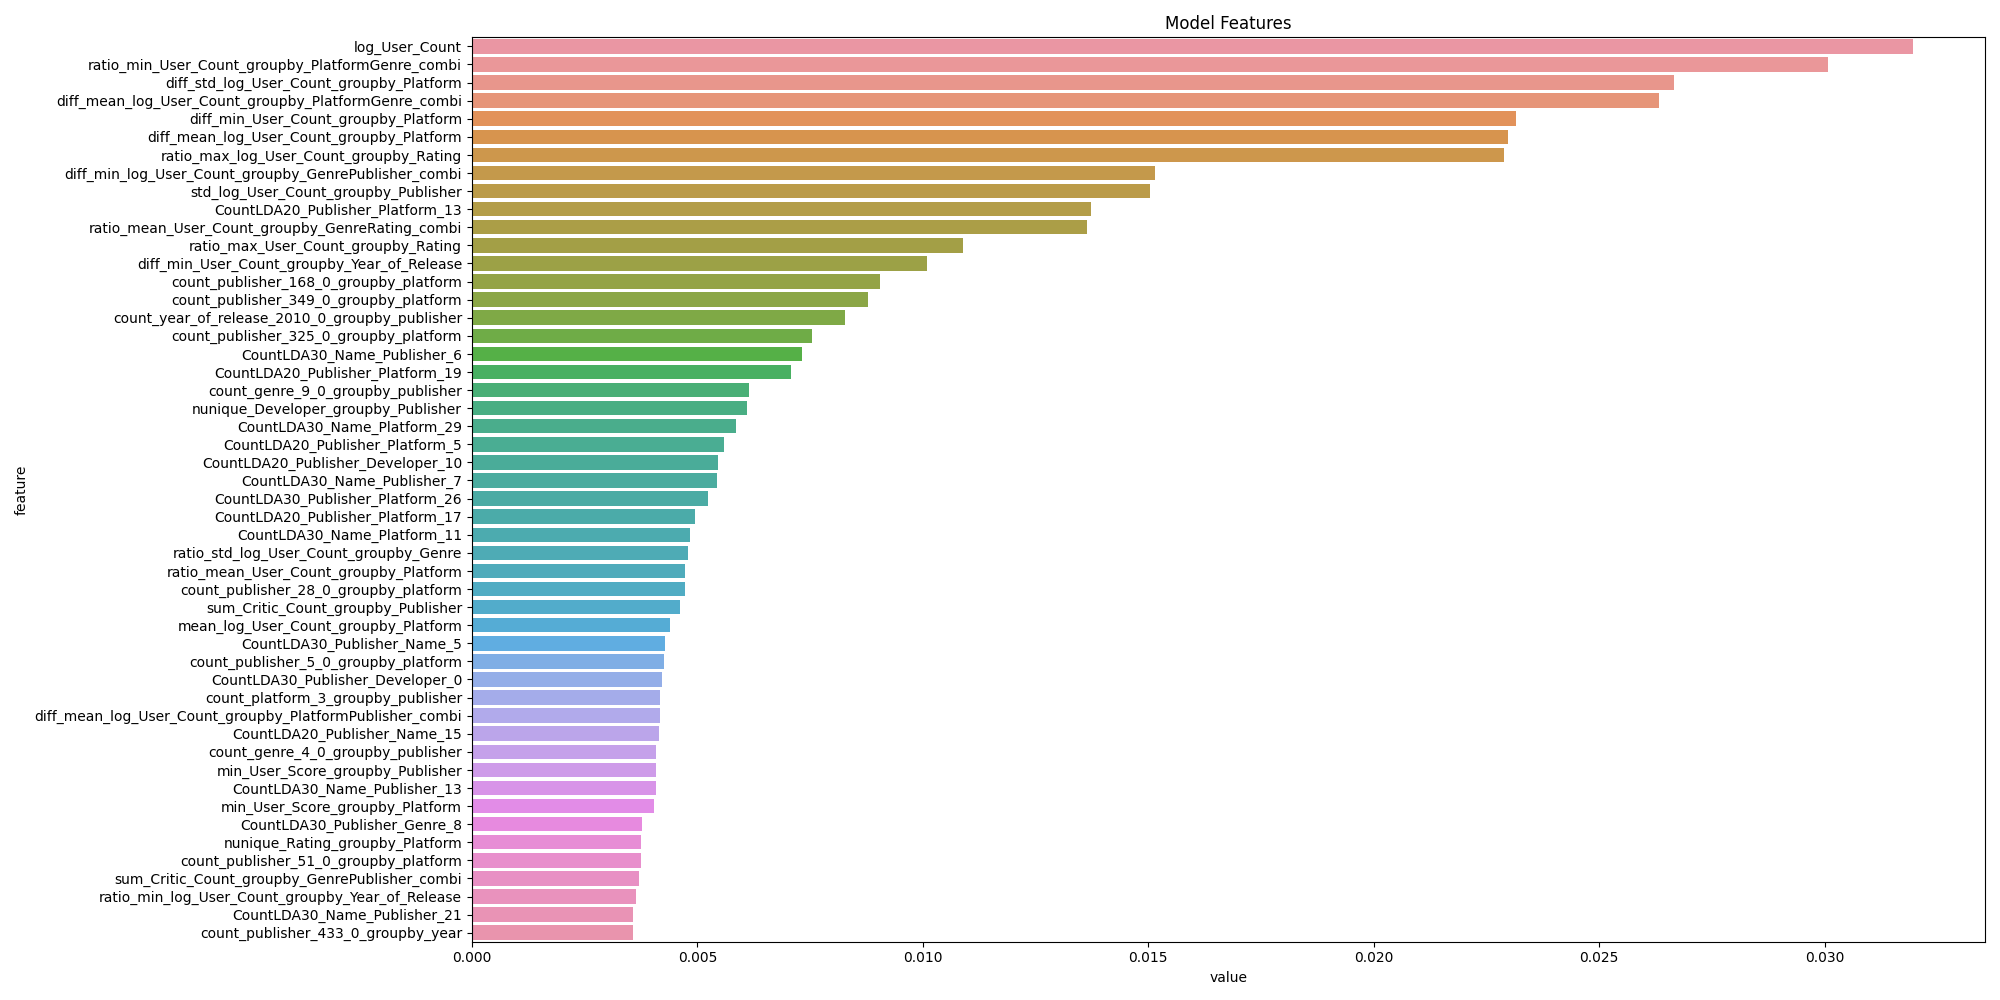 Model Features
log_User_Count
ratio_min_User_Count_groupby_PlatformGenre_combi
diff_std_log_User_Count_groupby_Platform
diff_mean_log_User_Count_groupby_PlatformGenre_combi
diff_min_User_Count_groupby_Platform
diff_mean_log_User_Count_groupby_Platform
ratio_max_log_User_Count_groupby_Rating
diff_min_log_User_Count_groupby_GenrePublisher_combi
std_log_User_Count_groupby_Publisher
CountLDA20_Publisher_Platform_13
ratio_mean_User_Count_groupby_GenreRating_combi
ratio_max_User_Count_groupby_Rating
diff_min_User_Count_groupby_Year_of_Release
count_publisher_168_0_groupby_platform
count_publisher_349_0_groupby_platform
count_year_of_release_2010_0_groupby_publisher
count_publisher_325_0_groupby_platform
CountLDA30_Name_Publisher_6
CountLDA20_Publisher_Platform_19
count_genre_9_0_groupby_publisher
nunique_Developer_groupby_Publisher
CountLDA30_Name_Platform_29
CountLDA20_Publisher_Platform_5
CountLDA20_Publisher_Developer_10
CountLDA30_Name_Publisher_7
CountLDA30_Publisher_Platform_26
CountLDA20_Publisher_Platform_17
CountLDA30_Name_Platform_11
ratio_std_log_User_Count_groupby_Genre
ratio_mean_User_Count_groupby_Platform
count_publisher_28_0_groupby_platform
sum_Critic_Count_groupby_Publisher
mean_log_User_Count_groupby_Platform
CountLDA30_Publisher_Name_5
count_publisher_5_0_groupby_platform
CountLDA30_Publisher_Developer_0
count_platform_3_groupby_publisher
diff_mean_log_User_Count_groupby_PlatformPublisher_combi
CountLDA20_Publisher_Name_15
count_genre_4_0_groupby_publisher
min_User_Score_groupby_Publisher
CountLDA30_Name_Publisher_13
min_User_Score_groupby_Platform
CountLDA30_Publisher_Genre_8
nunique_Rating_groupby_Platform
count_publisher_51_0_groupby_platform
sum_Critic_Count_groupby_GenrePublisher_combi
ratio_min_log_User_Count_groupby_Year_of_Release
CountLDA30_Name_Publisher_21
count_publisher_433_0_groupby_year
feature
0.000 0.005 0.010 0.015 0.020 0.025 0.030
value